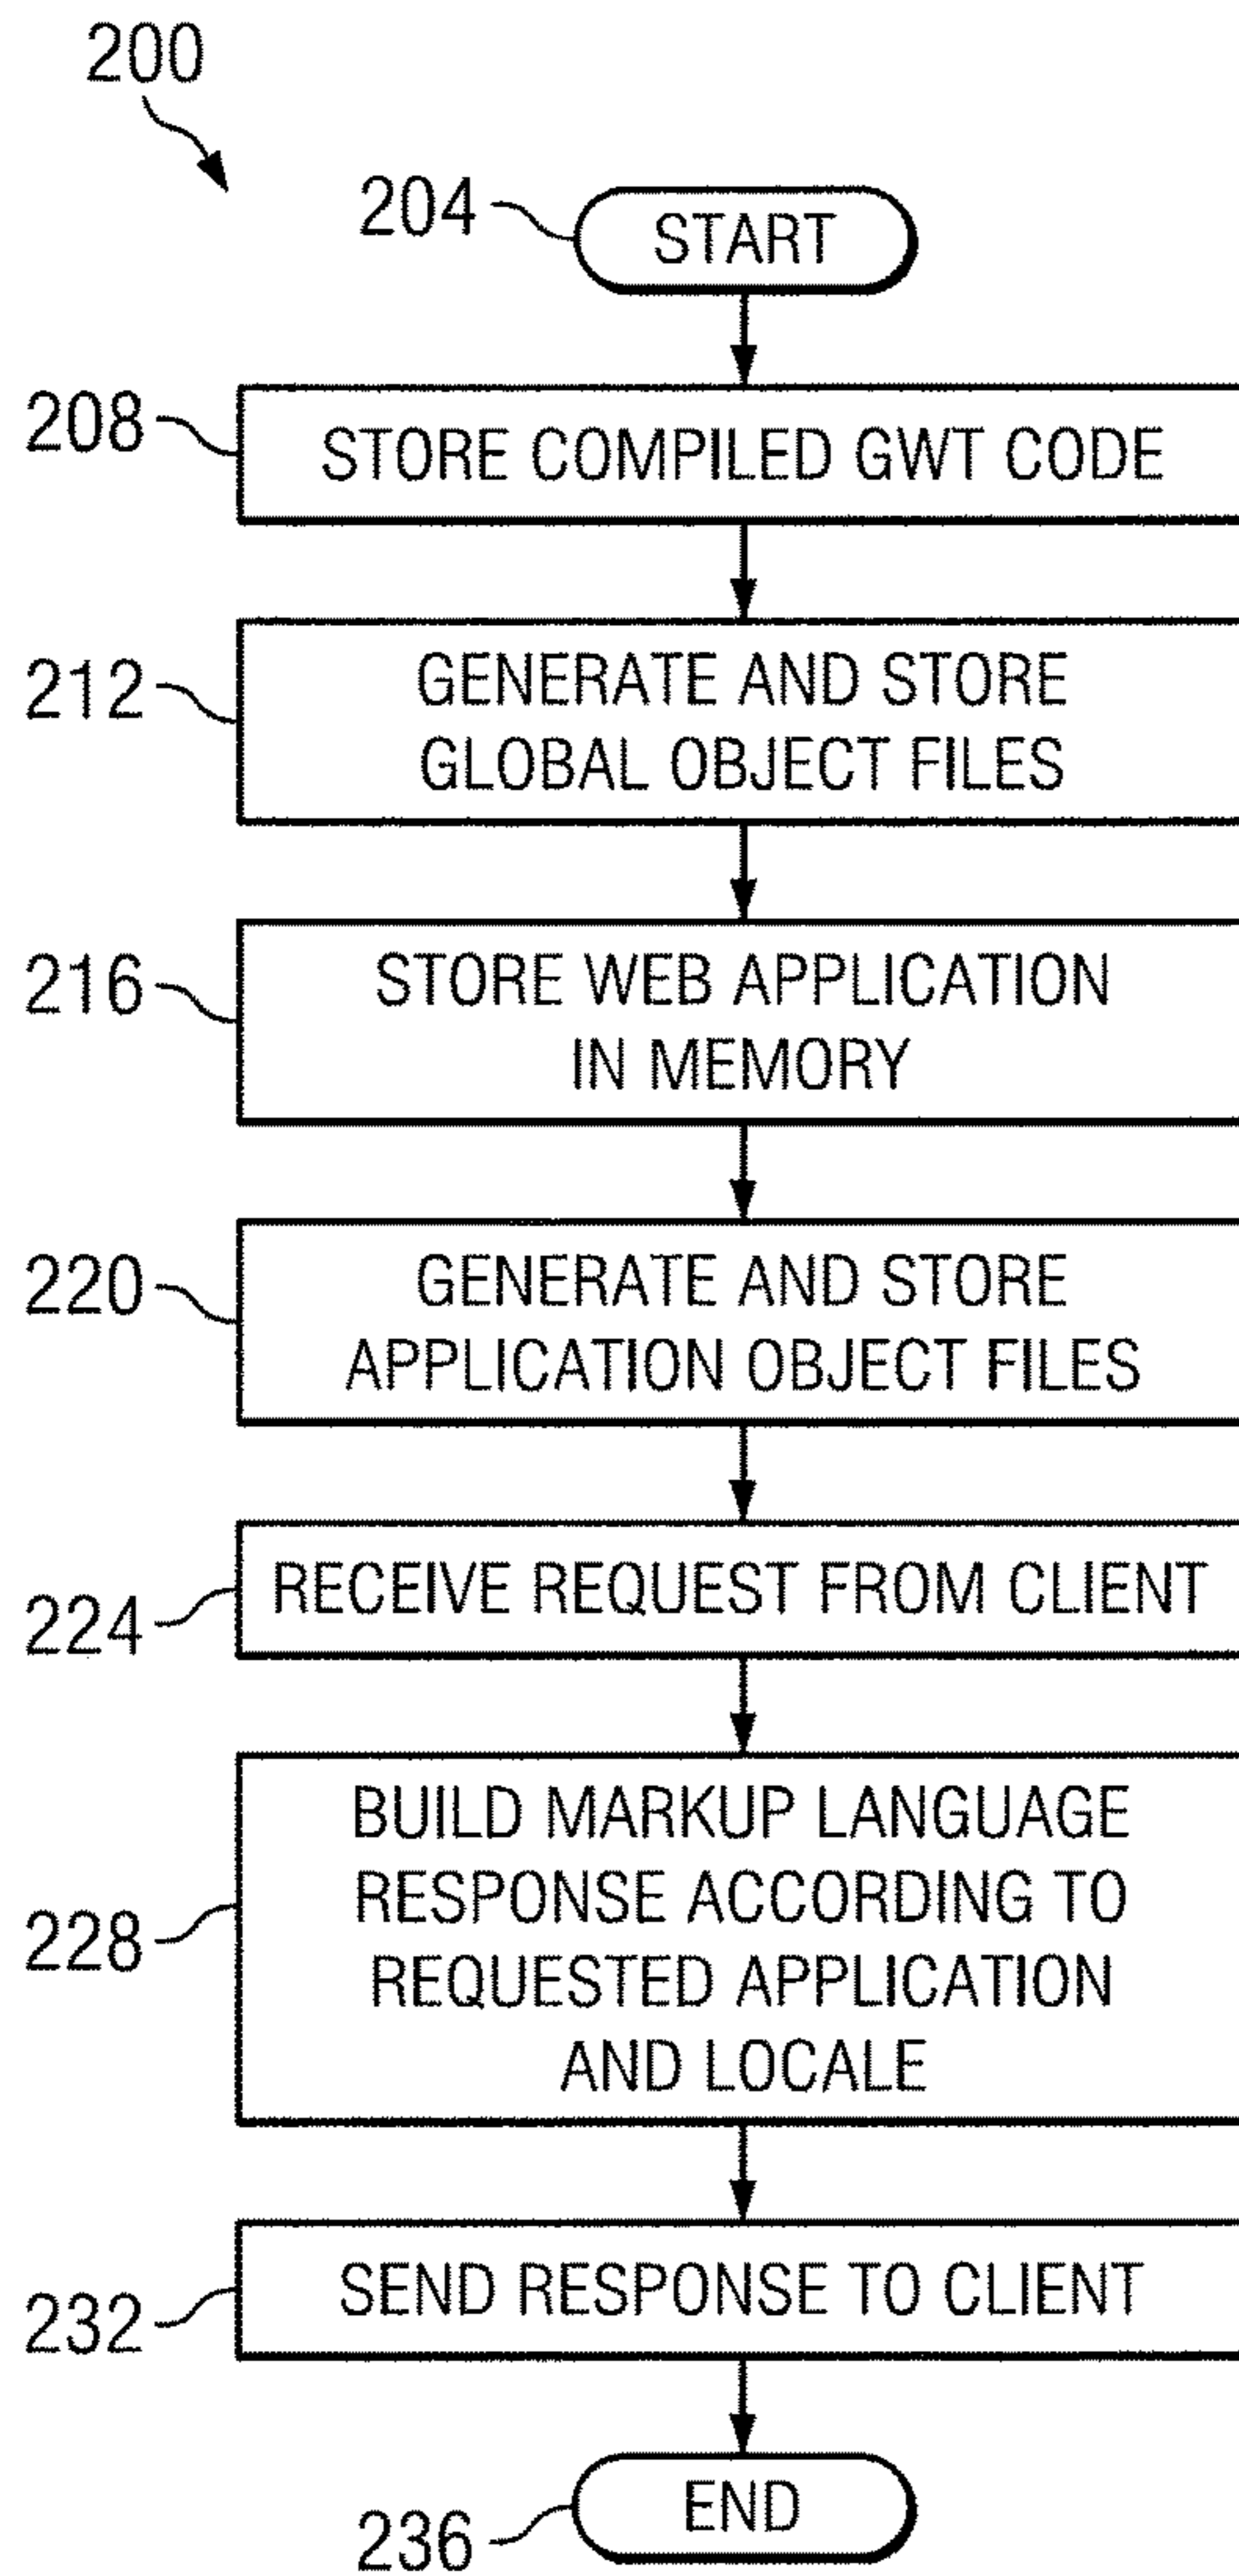 200
204
START
208
STORE COMPILED GWT CODE
212
GENERATE AND STORE
GLOBAL OBJECT FILES
216
STORE WEB APPLICATION
IN MEMORY
220
GENERATE AND STORE
APPLICATION OBJECT FILES
224
RECEIVE REQUEST FROM CLIENT
228
BUILD MARKUP LANGUAGE
RESPONSE ACCORDING TO
REQUESTED APPLICATION
AND LOCALE
232
SEND RESPONSE TO CLIENT
236
END